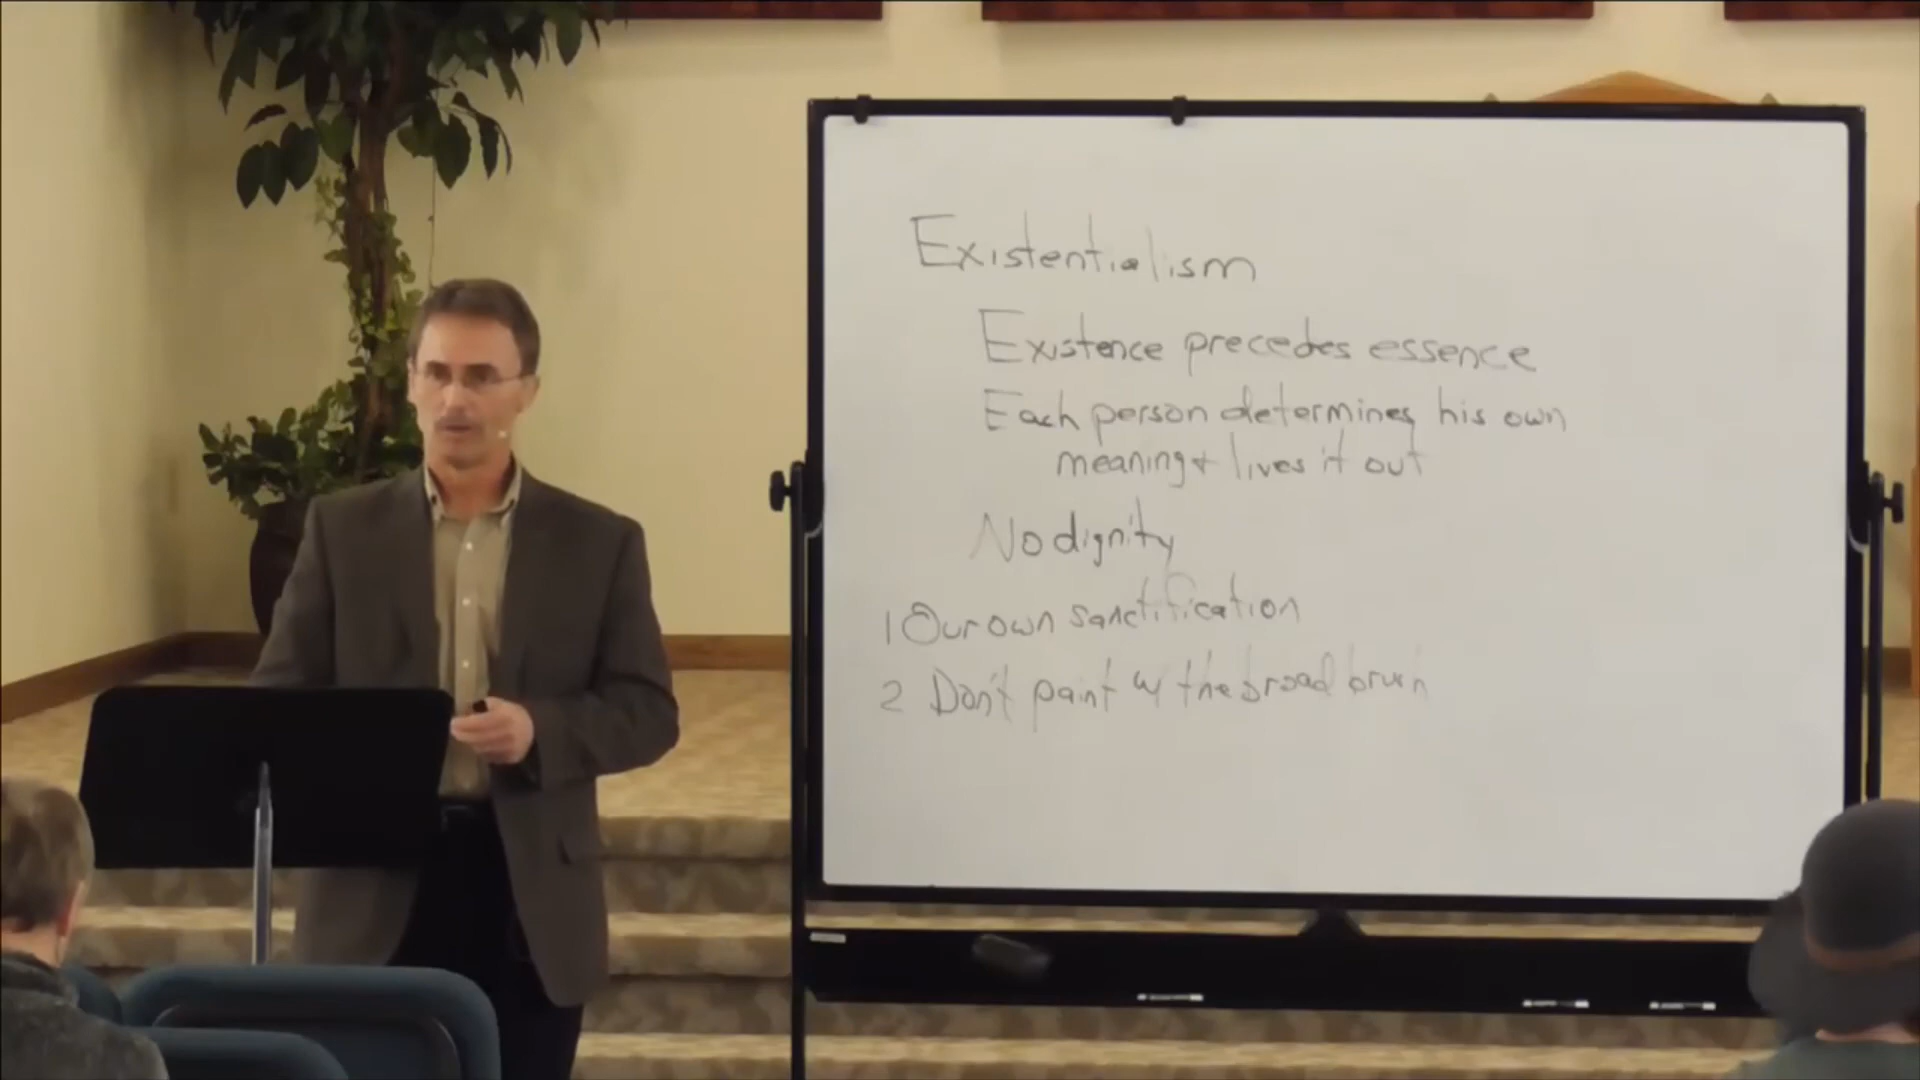 Existentialism
Existence precedes essence
Each person determines his own
meaning + lives it out
No dignity
1 Our own sanctification
2 Don't paint w/ the broad brush